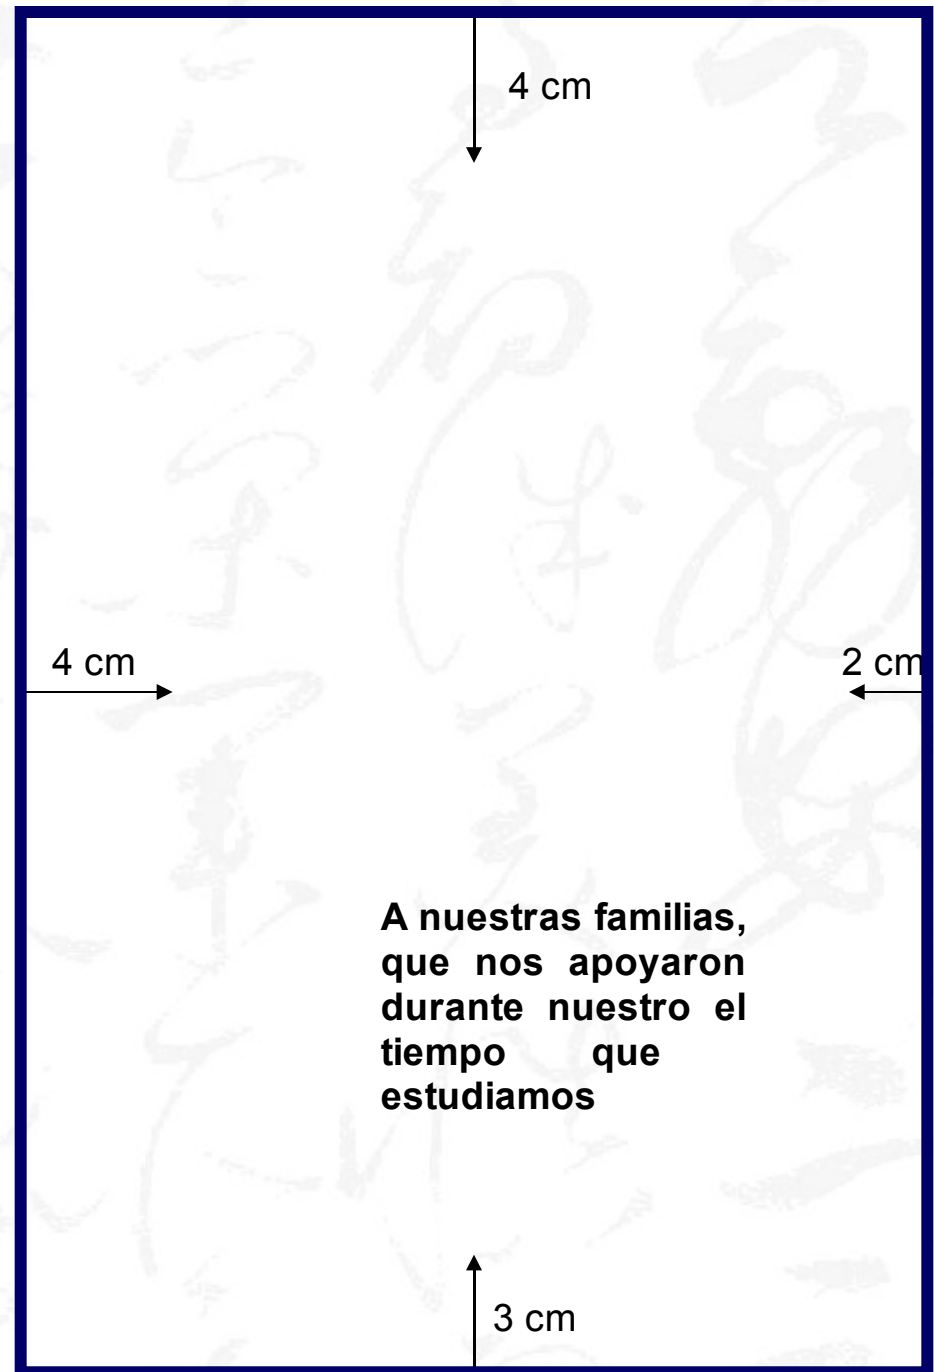 4 cm
4 cm
2 cm
A nuestras familias,
que nos apoyaron
durante nuestro el
tiempo que
estudiamos
3 cm